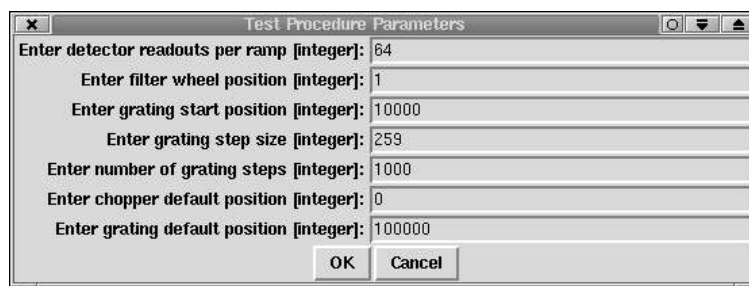 Test Procedure Parameters
Enter detector readouts per ramp [integer]: 64
Enter filter wheel position [integer]: 1
Enter grating start position [integer]: 10000
Enter grating step size [integer]: 259
Enter number of grating steps [integer]: 1000
Enter chopper default position [integer]: 0
Enter grating default position [integer]: 100000
OK Cancel